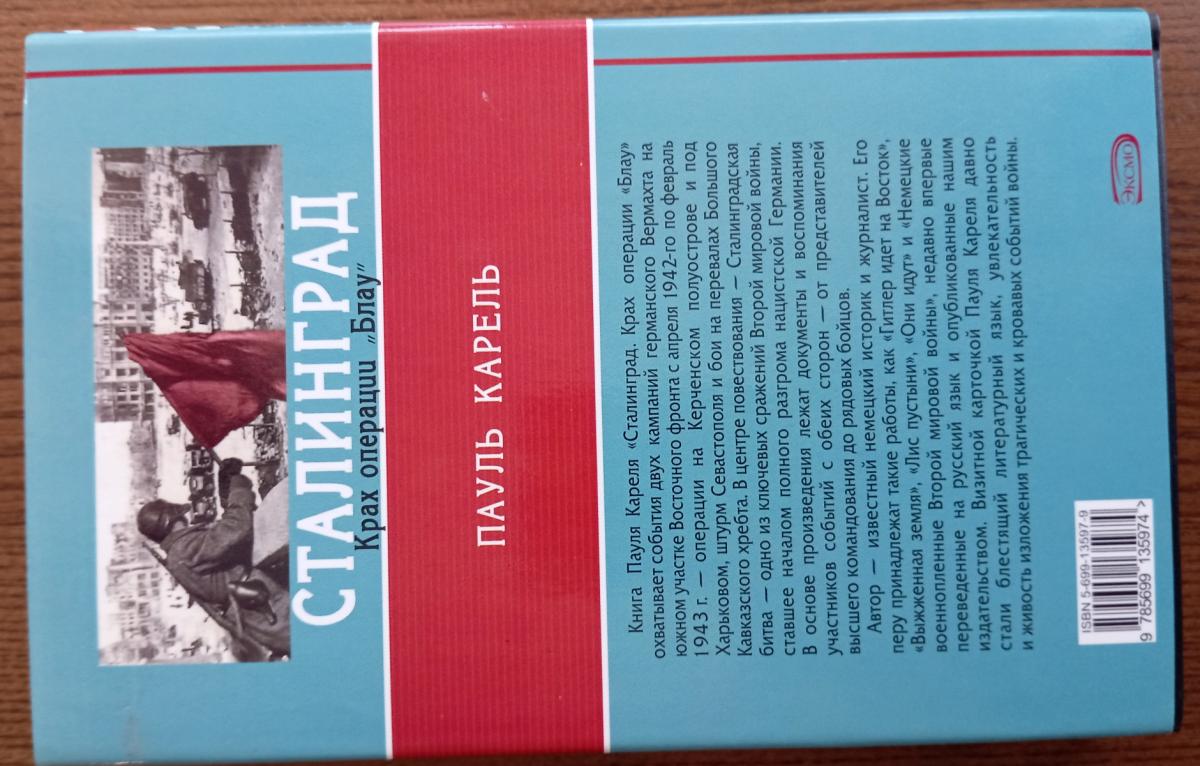 СТАЛИНГРАД
Крах операции „Блау”
ПАУЛЬ КАРЕЛЬ
Книга Пауля Кареля «Сталинград. Крах операции «Блау»
охватывает события двух кампаний германского Вермахта на
южном участке Восточного фронта с апреля 1942-го по февраль
1943 г. — операции на Керченском полуострове и под
Харьковом, штурм Севастополя и бои на перевалах Большого
Кавказского хребта. В центре повествования — Сталинградская
битва — одно из ключевых сражений Второй мировой войны,
ставшее началом полного разгрома нацистской Германии.
В основе произведения лежат документы и воспоминания
участников событий с обеих сторон — от представителей
высшего командования до рядовых бойцов.
Автор — известный немецкий историк и журналист. Его
перу принадлежат такие работы, как «Гитлер идет на Восток»,
«Выжженная земля», «Лис пустыни», «Они идут» и «Немецкие
военнопленные Второй мировой войны», недавно впервые
переведенные на русский язык и опубликованные нашим
издательством. Визитной карточкой Пауля Кареля давно
стали блестящий литературный язык, увлекательность
и живость изложения трагических и кровавых событий войны.
ISBN 5-699-13597-9
9 785699 135974 >
ЭКСМО